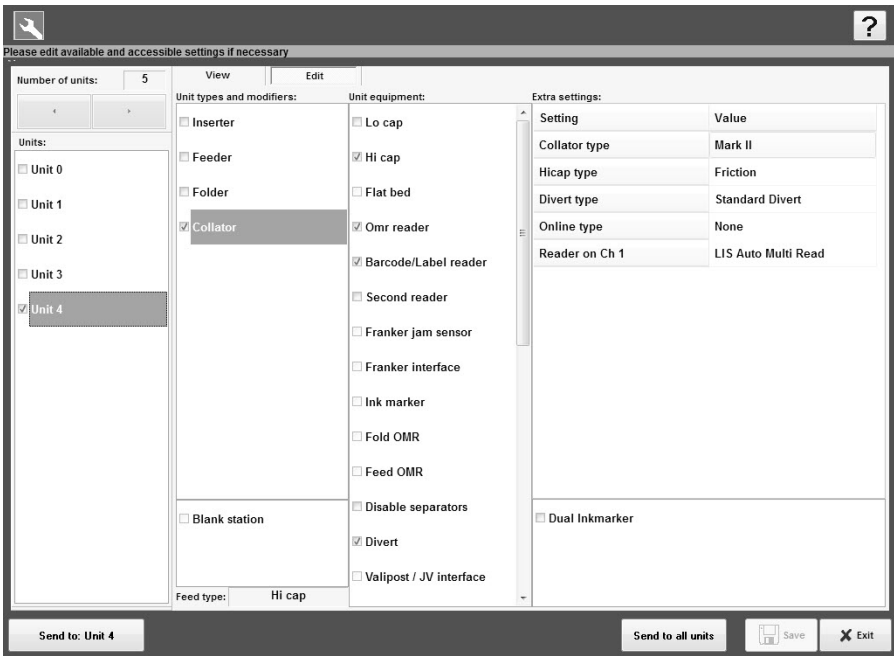 ?
Please edit available and accessible settings if necessary
Number of units: 5
View Edit
Unit types and modifiers: Unit equipment: Extra settings:
Inserter Lo cap Setting Value
Units:
Collator type Mark II
Feeder Hi cap
Unit 0 Hicap type Friction
Folder Flat bed Divert type Standard Divert
Unit 1
Collator Omr reader Online type None
Unit 2
Barcode/Label reader Reader on Ch 1 LIS Auto Multi Read
Unit 3
Second reader
Unit 4
Franker jam sensor
Franker interface
Ink marker
Fold OMR
Feed OMR
Disable separators
Blank station Dual Inkmarker
Divert
Valipost / JV interface
Feed type: Hi cap
Send to: Unit 4 Send to all units Save Exit